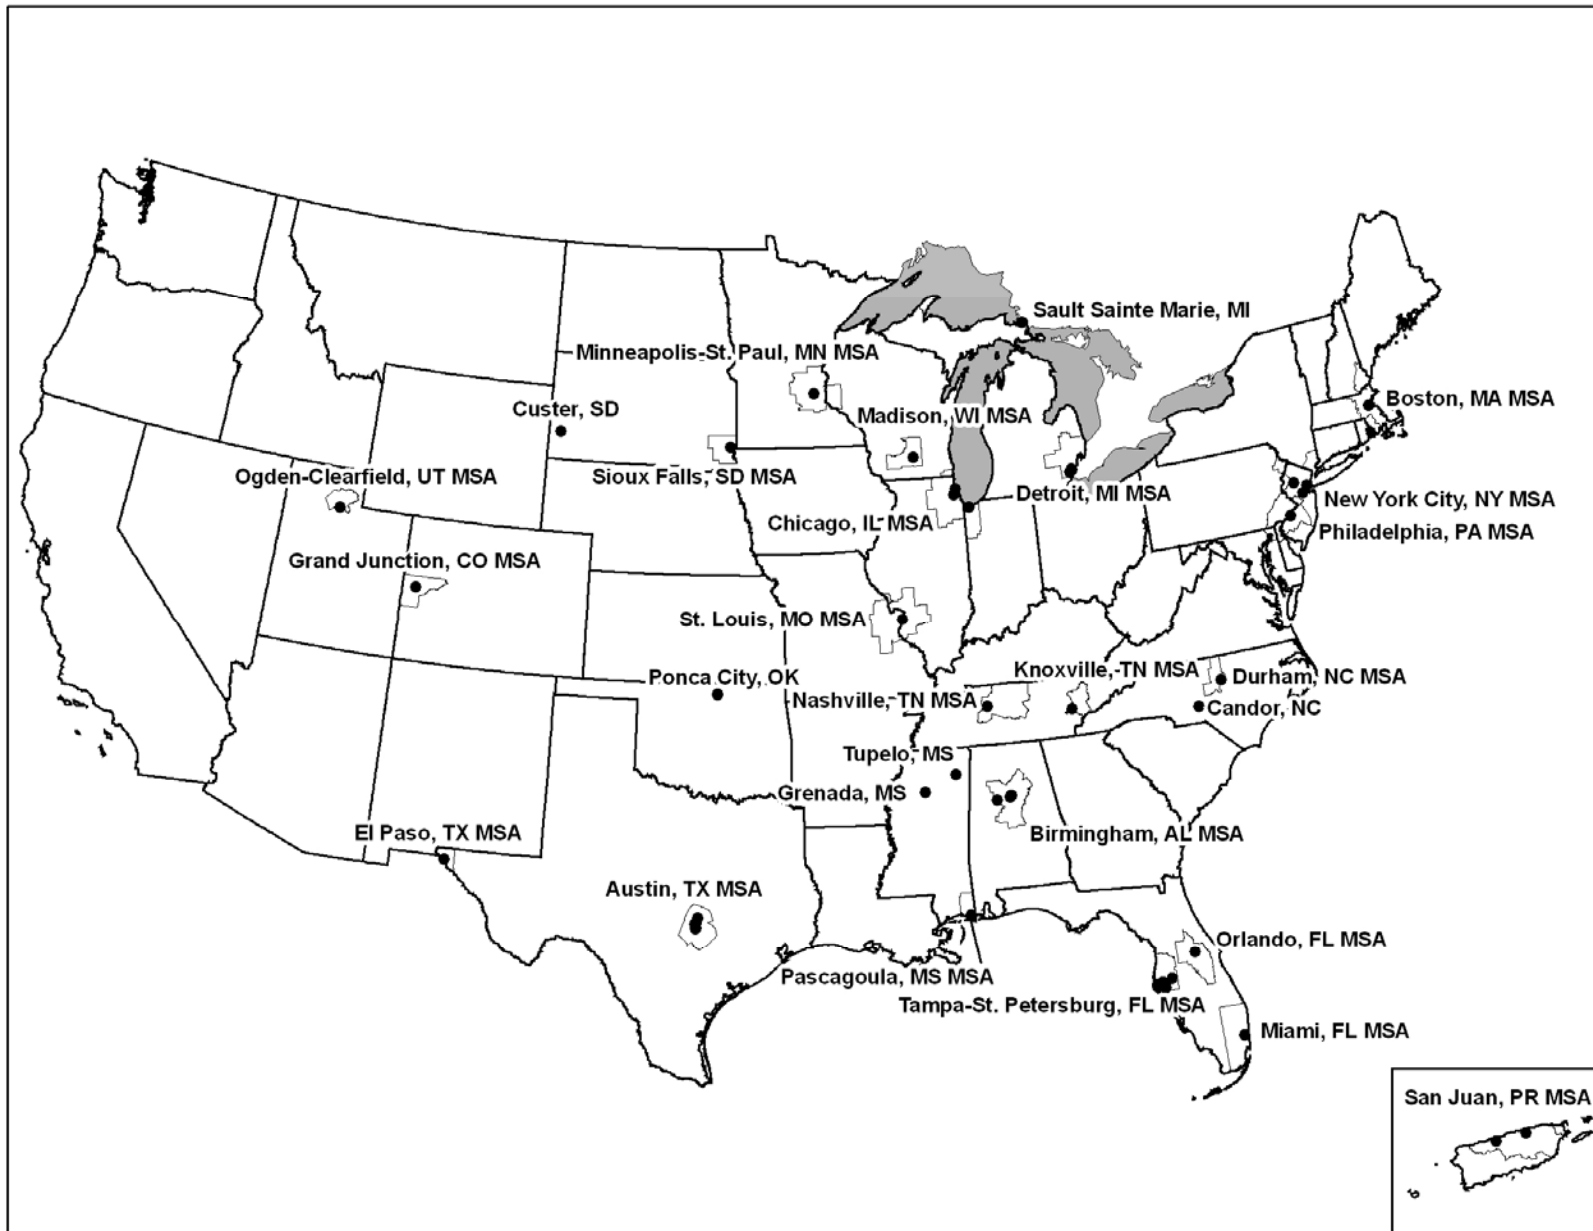 Sault Sainte Marie, MI
Minneapolis-St. Paul, MN MSA
Boston, MA MSA
Custer, SD
Madison, WI MSA
Ogden-Clearfield, UT MSA
Sioux Falls, SD MSA
Detroit, MI MSA
New York City, NY MSA
Chicago, IL MSA
Philadelphia, PA MSA
Grand Junction, CO MSA
St. Louis, MO MSA
Knoxville, TN MSA
Ponca City, OK
Durham, NC MSA
Nashville, TN MSA
Candor, NC
Tupelo, MS
Grenada, MS
El Paso, TX MSA
Birmingham, AL MSA
Austin, TX MSA
Orlando, FL MSA
Pascagoula, MS MSA
Tampa-St. Petersburg, FL MSA
Miami, FL MSA
San Juan, PR MSA